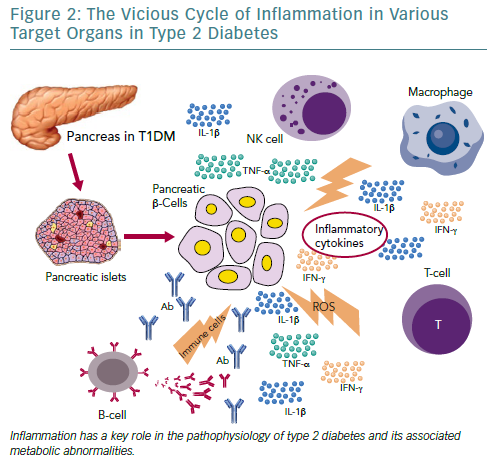 Figure 2: The Vicious Cycle of Inflammation in Various
Target Organs in Type 2 Diabetes
Pancreas in T1DM
IL-1β
NK cell
Macrophage
TNF-α
Pancreatic
β-Cells
IL-1β
IFN-γ
Inflammatory
cytokines
Pancreatic islets
IFN-γ
T-cell
Ab
ROS
IL-1β
T
Immune cells
TNF-α
Ab
IFN-γ
B-cell
IL-1β
Inflammation has a key role in the pathophysiology of type 2 diabetes and its associated
metabolic abnormalities.